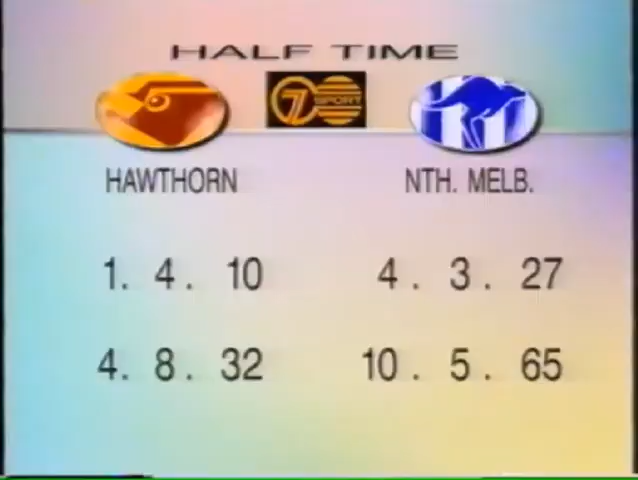 HALF TIME
7 SPORT
HAWTHORN NTH. MELB.
1. 4. 10 4. 3. 27
4. 8. 32 10. 5. 65